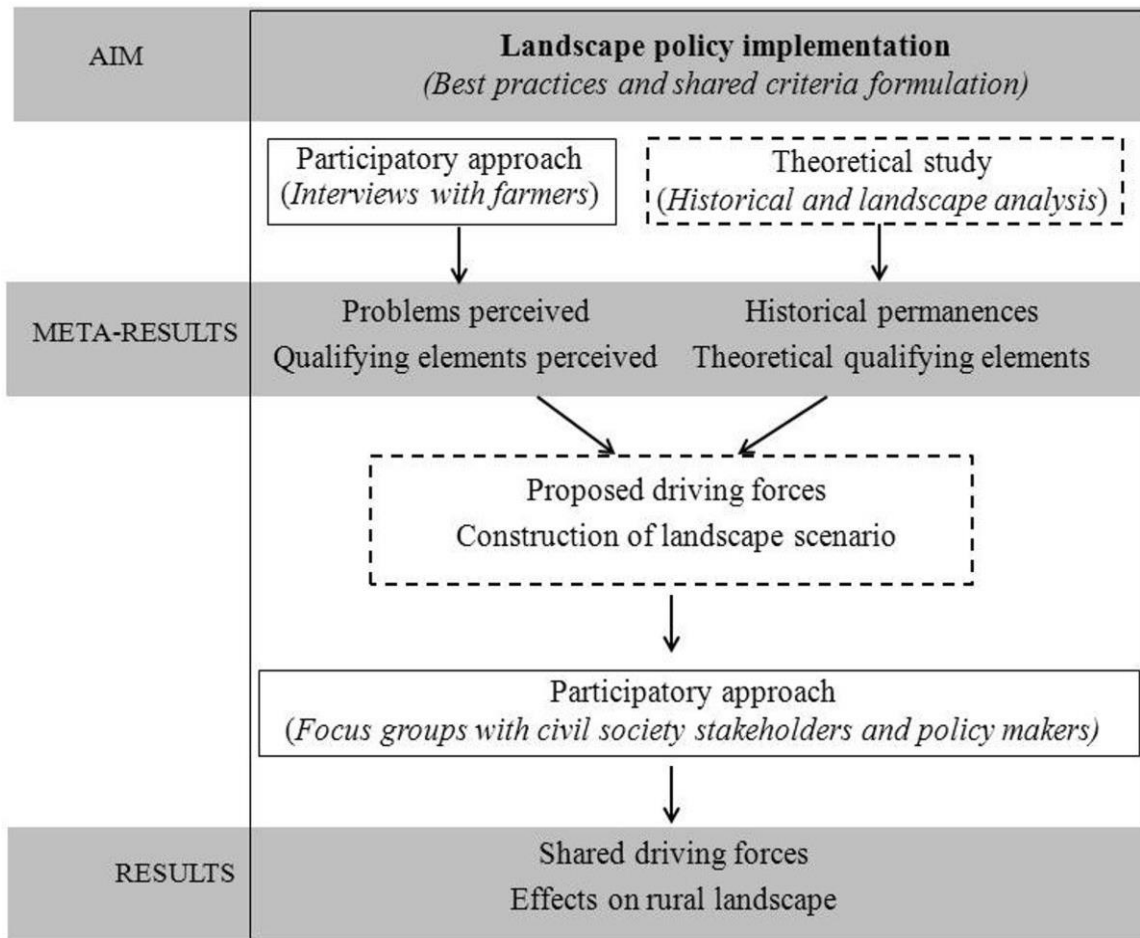 AIM
Landscape policy implementation
(Best practices and shared criteria formulation)
Participatory approach
(Interviews with farmers)
Theoretical study
(Historical and landscape analysis)
META-RESULTS
Problems perceived
Qualifying elements perceived
Historical permanences
Theoretical qualifying elements
Proposed driving forces
Construction of landscape scenario
Participatory approach
(Focus groups with civil society stakeholders and policy makers)
RESULTS
Shared driving forces
Effects on rural landscape